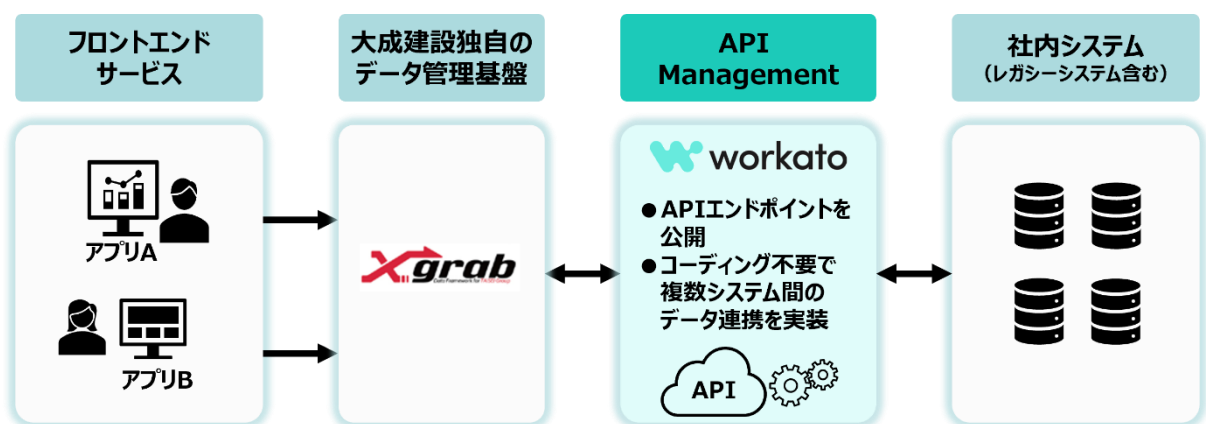 フロントエンド
サービス
大成建設独自の
データ管理基盤
API
Management
社内システム
(レガシーシステム含む)
アプリA
アプリB
Xgrab
workato
●APIエンドポイントを
公開
●コーディング不要で
複数システム間の
データ連携を実装
API